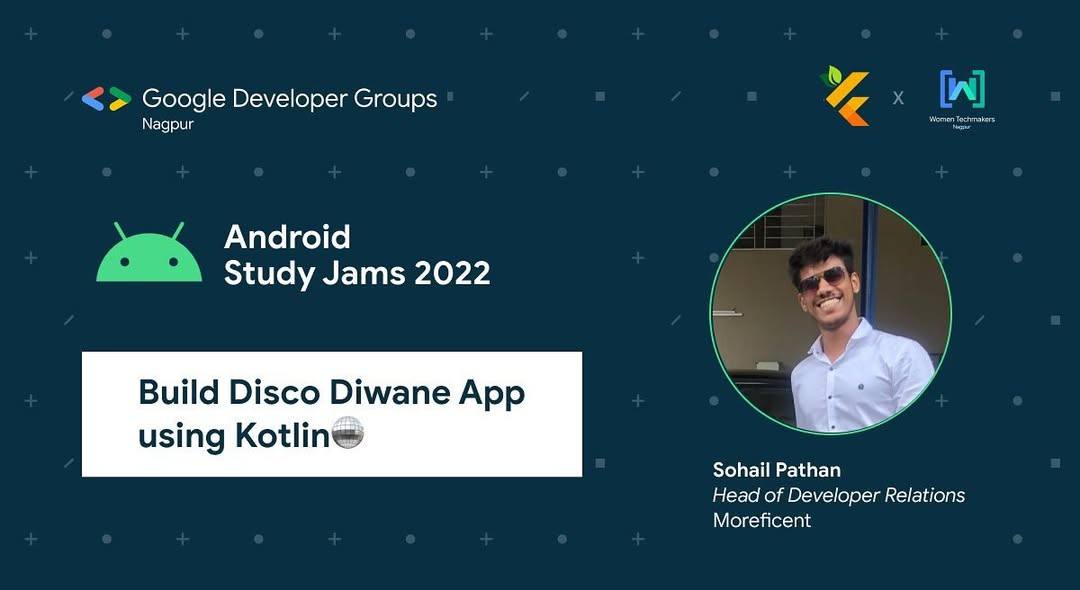 Google Developer Groups
Nagpur
X
Women Techmakers
Nagpur
Android
Study Jams 2022
Build Disco Diwane App
using Kotlin🪩
Sohail Pathan
Head of Developer Relations
Moreficent